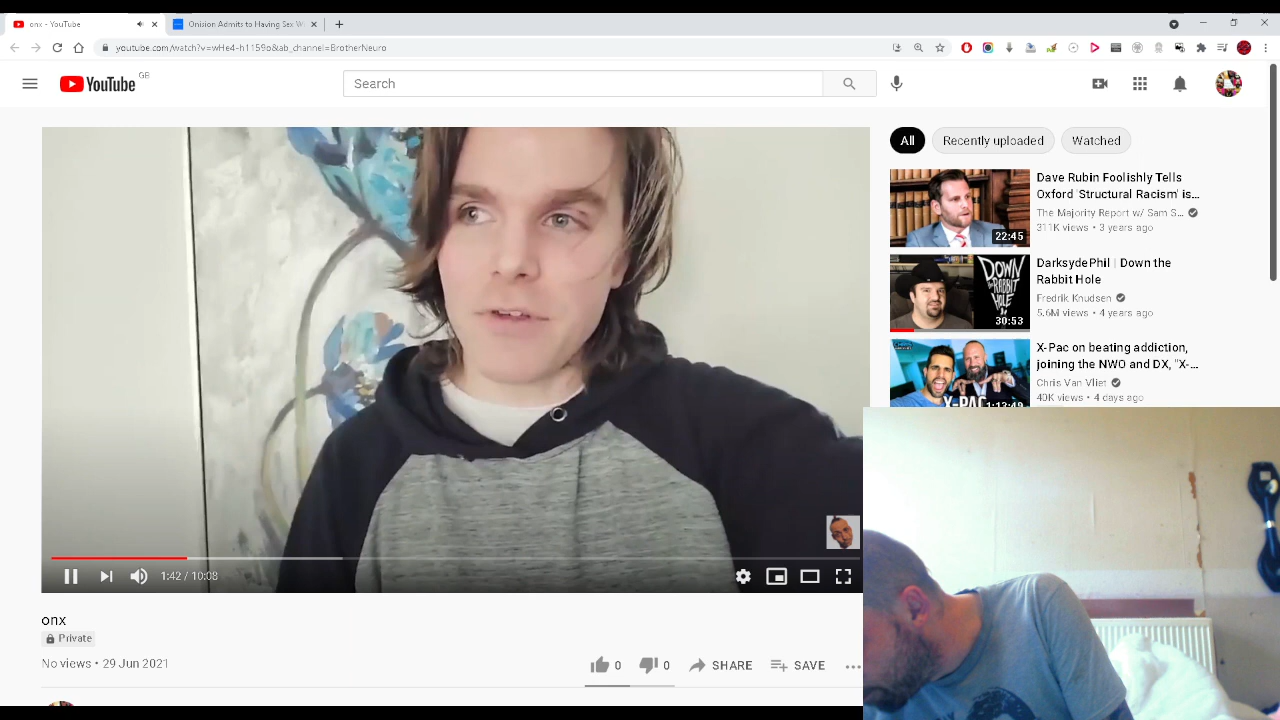 onx - YouTube
Onision Admits to Having Sex W
youtube.com/watch?v=wHe4-h1159o&ab_channel=BrotherNeuro
YouTube GB
Search
All
Recently uploaded
Watched
22:45
Dave Rubin Foolishly Tells
Oxford 'Structural Racism' is...
The Majority Report w/ Sam S...
311K views • 3 years ago
DOWN THE RABBIT HOLE
30:53
DarksydePhil | Down the
Rabbit Hole
Fredrik Knudsen
5.6M views • 4 years ago
X-PAC
1:13:49
X-Pac on beating addiction,
joining the NWO and DX, "X-...
Chris Van Vliet
40K views • 4 days ago
1:42 / 10:08
onx
Private
No views • 29 Jun 2021
0
0
SHARE
SAVE